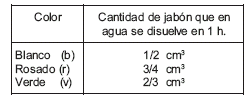 Color Cantidad de jabón que en
agua se disuelve en 1 h.
Blanco (b) 1/2 cm³
Rosado (r) 3/4 cm³
Verde (v) 2/3 cm³